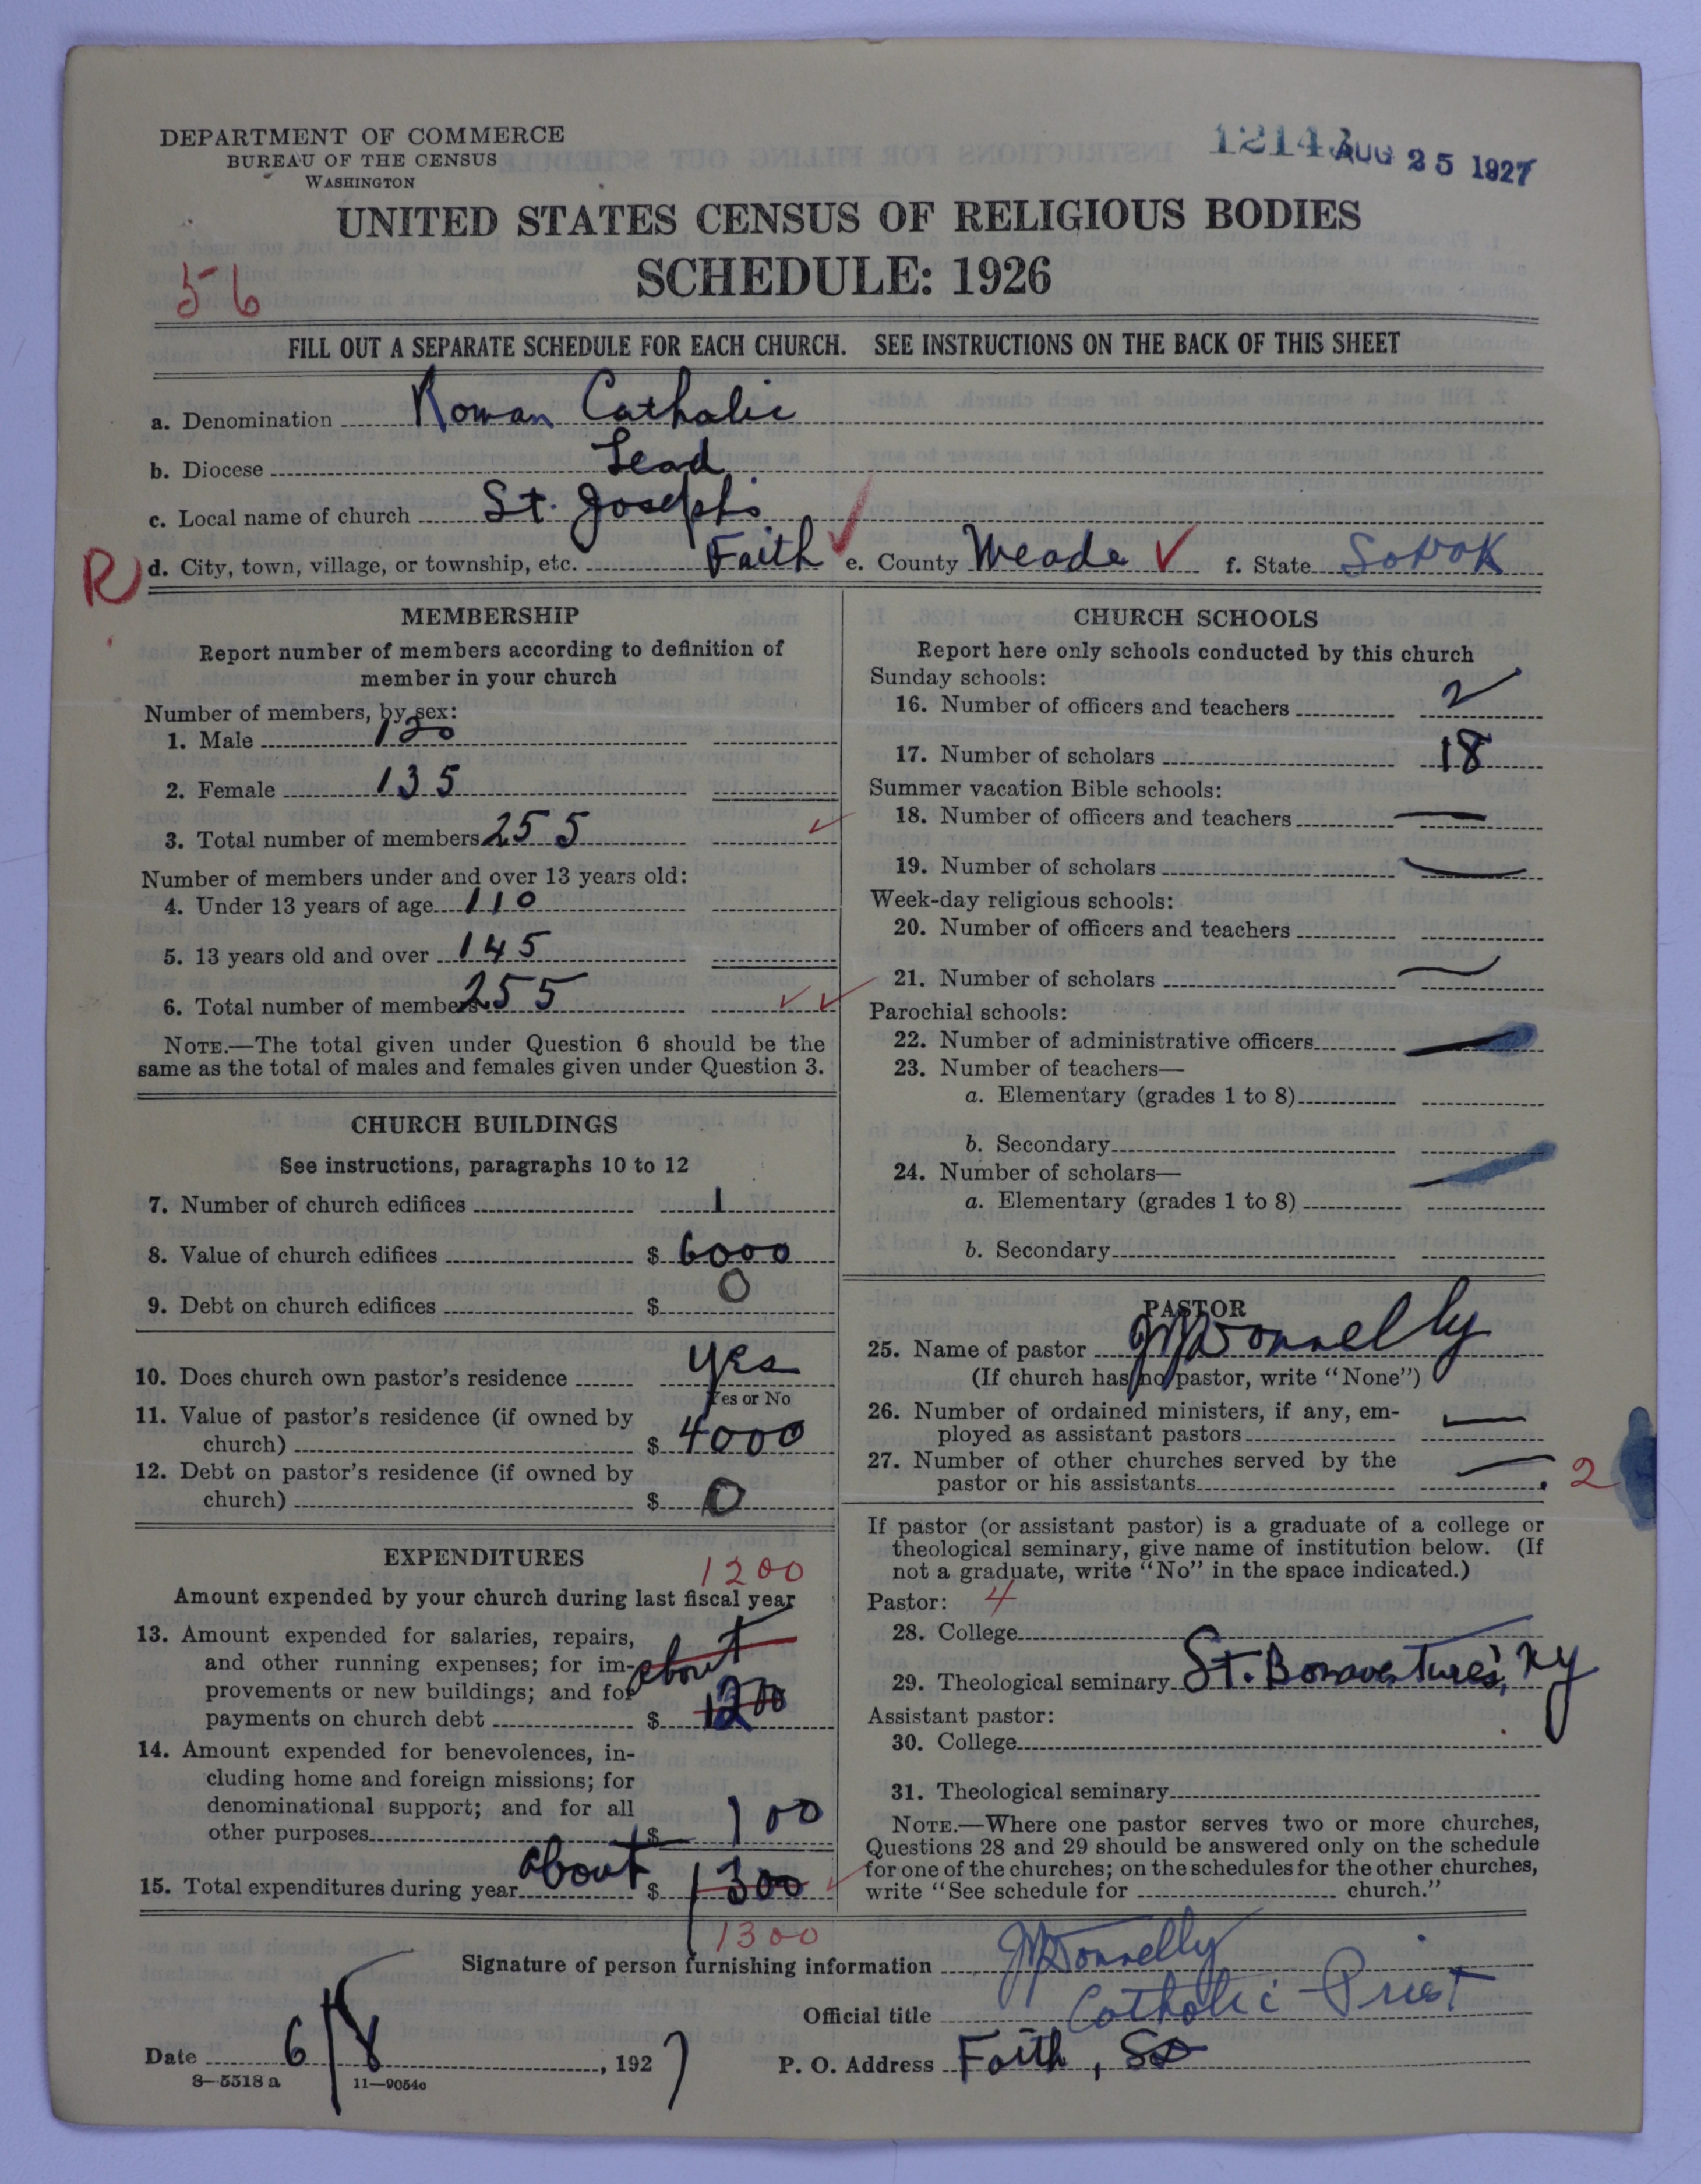 DEPARTMENT OF COMMERCE
BUREAU OF THE CENSUS
WASHINGTON
AUG 25 1927
UNITED STATES CENSUS OF RELIGIOUS BODIES
SCHEDULE: 1926
56
FILL OUT A SEPARATE SCHEDULE FOR EACH CHURCH. SEE INSTRUCTIONS ON THE BACK OF THIS SHEET
a. Denomination Roman Catholic
b. Diocese Lead
c. Local name of church St. Joseph's
R d. City, town, village, or township, etc. Faith e. County Meade f. State SoDak
MEMBERSHIP
Report number of members according to definition of
member in your church
Number of members, by sex:
1. Male 120
2. Female 135
3. Total number of members 255
Number of members under and over 13 years old:
4. Under 13 years of age 110
5. 13 years old and over 145
6. Total number of members 255
NOTE.—The total given under Question 6 should be the
same as the total of males and females given under Question 3.
CHURCH BUILDINGS
See instructions, paragraphs 10 to 12
7. Number of church edifices 1
8. Value of church edifices $ 6000
9. Debt on church edifices $ 0
10. Does church own pastor's residence yes
Yes or No
11. Value of pastor's residence (if owned by
church) $ 4000
12. Debt on pastor's residence (if owned by
church) $ 0
EXPENDITURES
1200
Amount expended by your church during last fiscal year
13. Amount expended for salaries, repairs,
and other running expenses; for im- about
provements or new buildings; and for
payments on church debt $ 1200
14. Amount expended for benevolences, in-
cluding home and foreign missions; for
denominational support; and for all
other purposes $ 100
15. Total expenditures during year about $ 1300
1300
CHURCH SCHOOLS
Report here only schools conducted by this church
Sunday schools:
16. Number of officers and teachers 2
17. Number of scholars 18
Summer vacation Bible schools:
18. Number of officers and teachers
19. Number of scholars
Week-day religious schools:
20. Number of officers and teachers
21. Number of scholars
Parochial schools:
22. Number of administrative officers
23. Number of teachers—
a. Elementary (grades 1 to 8)
b. Secondary
24. Number of scholars—
a. Elementary (grades 1 to 8)
b. Secondary
PASTOR
25. Name of pastor Donnelly
(If church has no pastor, write "None")
26. Number of ordained ministers, if any, em-
ployed as assistant pastors
27. Number of other churches served by the
pastor or his assistants 2
If pastor (or assistant pastor) is a graduate of a college or
theological seminary, give name of institution below. (If
not a graduate, write "No" in the space indicated.)
Pastor: 4
28. College
29. Theological seminary St. Bonaventure's, NY
Assistant pastor:
30. College
31. Theological seminary
NOTE.—Where one pastor serves two or more churches,
Questions 28 and 29 should be answered only on the schedule
for one of the churches; on the schedules for the other churches,
write "See schedule for church."
Signature of person furnishing information Donnelly
Official title Catholic Priest
Date 6/8, 1927 P. O. Address Faith, SD
8—5518 a 11—9054c